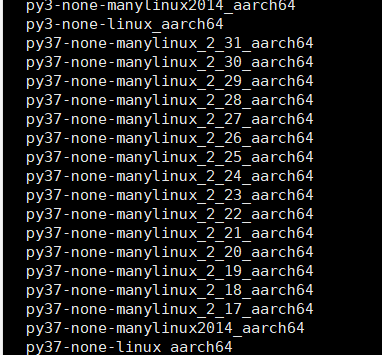 py3-none-manylinux2014_aarch64
py3-none-linux_aarch64
py37-none-manylinux_2_31_aarch64
py37-none-manylinux_2_30_aarch64
py37-none-manylinux_2_29_aarch64
py37-none-manylinux_2_28_aarch64
py37-none-manylinux_2_27_aarch64
py37-none-manylinux_2_26_aarch64
py37-none-manylinux_2_25_aarch64
py37-none-manylinux_2_24_aarch64
py37-none-manylinux_2_23_aarch64
py37-none-manylinux_2_22_aarch64
py37-none-manylinux_2_21_aarch64
py37-none-manylinux_2_20_aarch64
py37-none-manylinux_2_19_aarch64
py37-none-manylinux_2_18_aarch64
py37-none-manylinux_2_17_aarch64
py37-none-manylinux2014_aarch64
py37-none-linux_aarch64